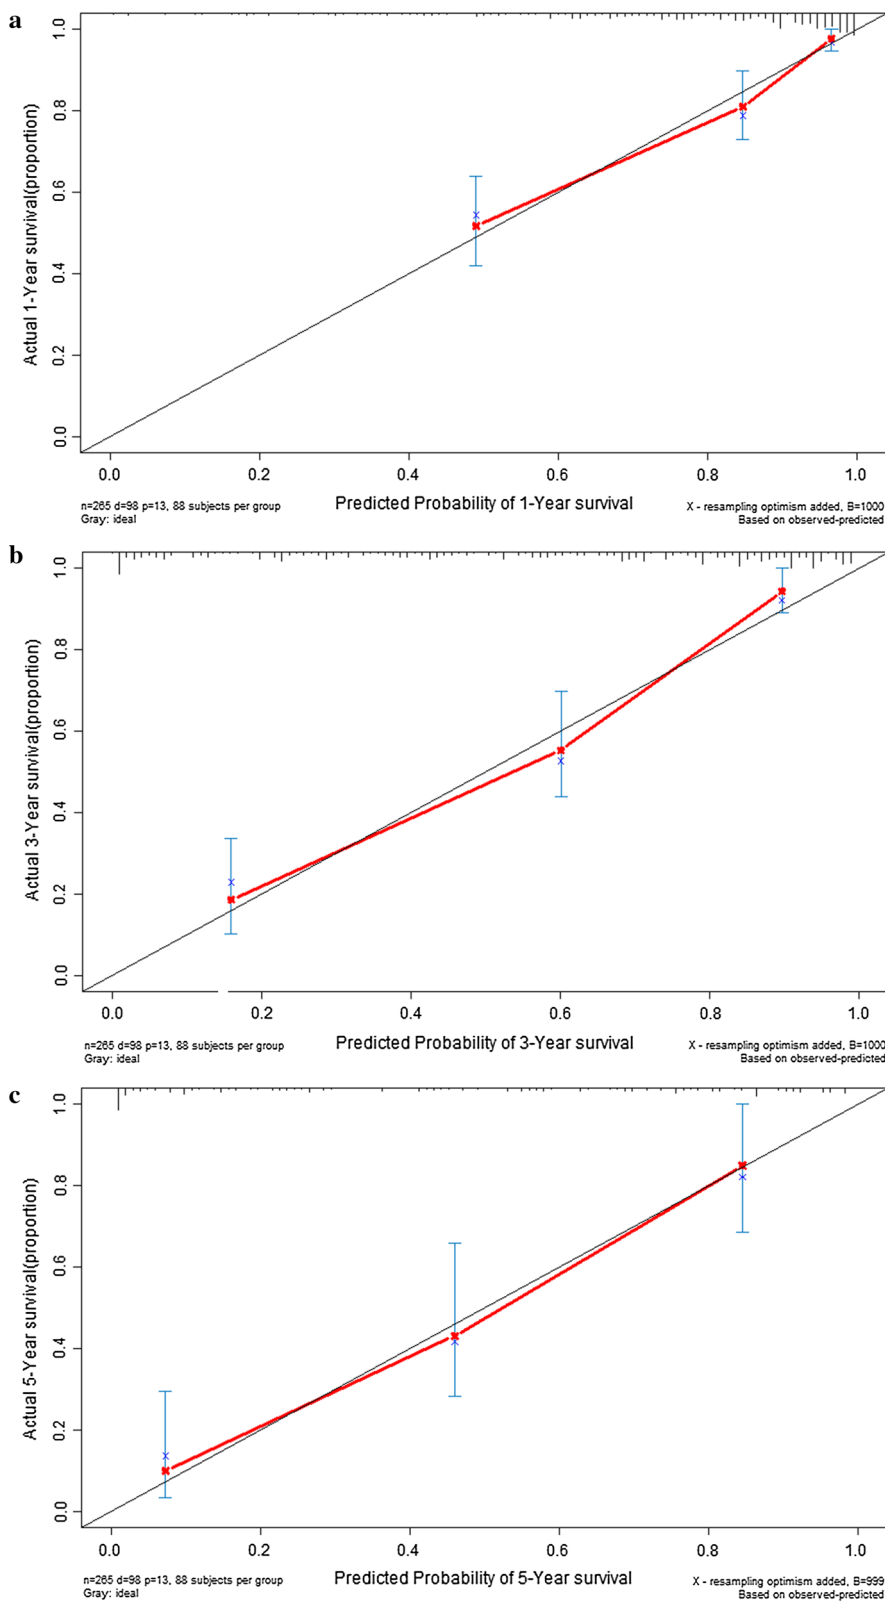 a
1.0
0.8
0.6
0.4
0.2
0.0
Actual 1-Year survival(proportion)
0.0 0.2 0.4 0.6 0.8 1.0
n=265 d=98 p=13, 88 subjects per group
Gray: ideal
Predicted Probability of 1-Year survival
X - resampling optimism added, B=1000
Based on observed-predicted
b
1.0
0.8
0.6
0.4
0.2
0.0
Actual 3-Year survival(proportion)
0.0 0.2 0.4 0.6 0.8 1.0
n=265 d=98 p=13, 88 subjects per group
Gray: ideal
Predicted Probability of 3-Year survival
X - resampling optimism added, B=1000
Based on observed-predicted
c
1.0
0.8
0.6
0.4
0.2
0.0
Actual 5-Year survival(proportion)
0.0 0.2 0.4 0.6 0.8 1.0
n=265 d=98 p=13, 88 subjects per group
Gray: ideal
Predicted Probability of 5-Year survival
X - resampling optimism added, B=999
Based on observed-predicted